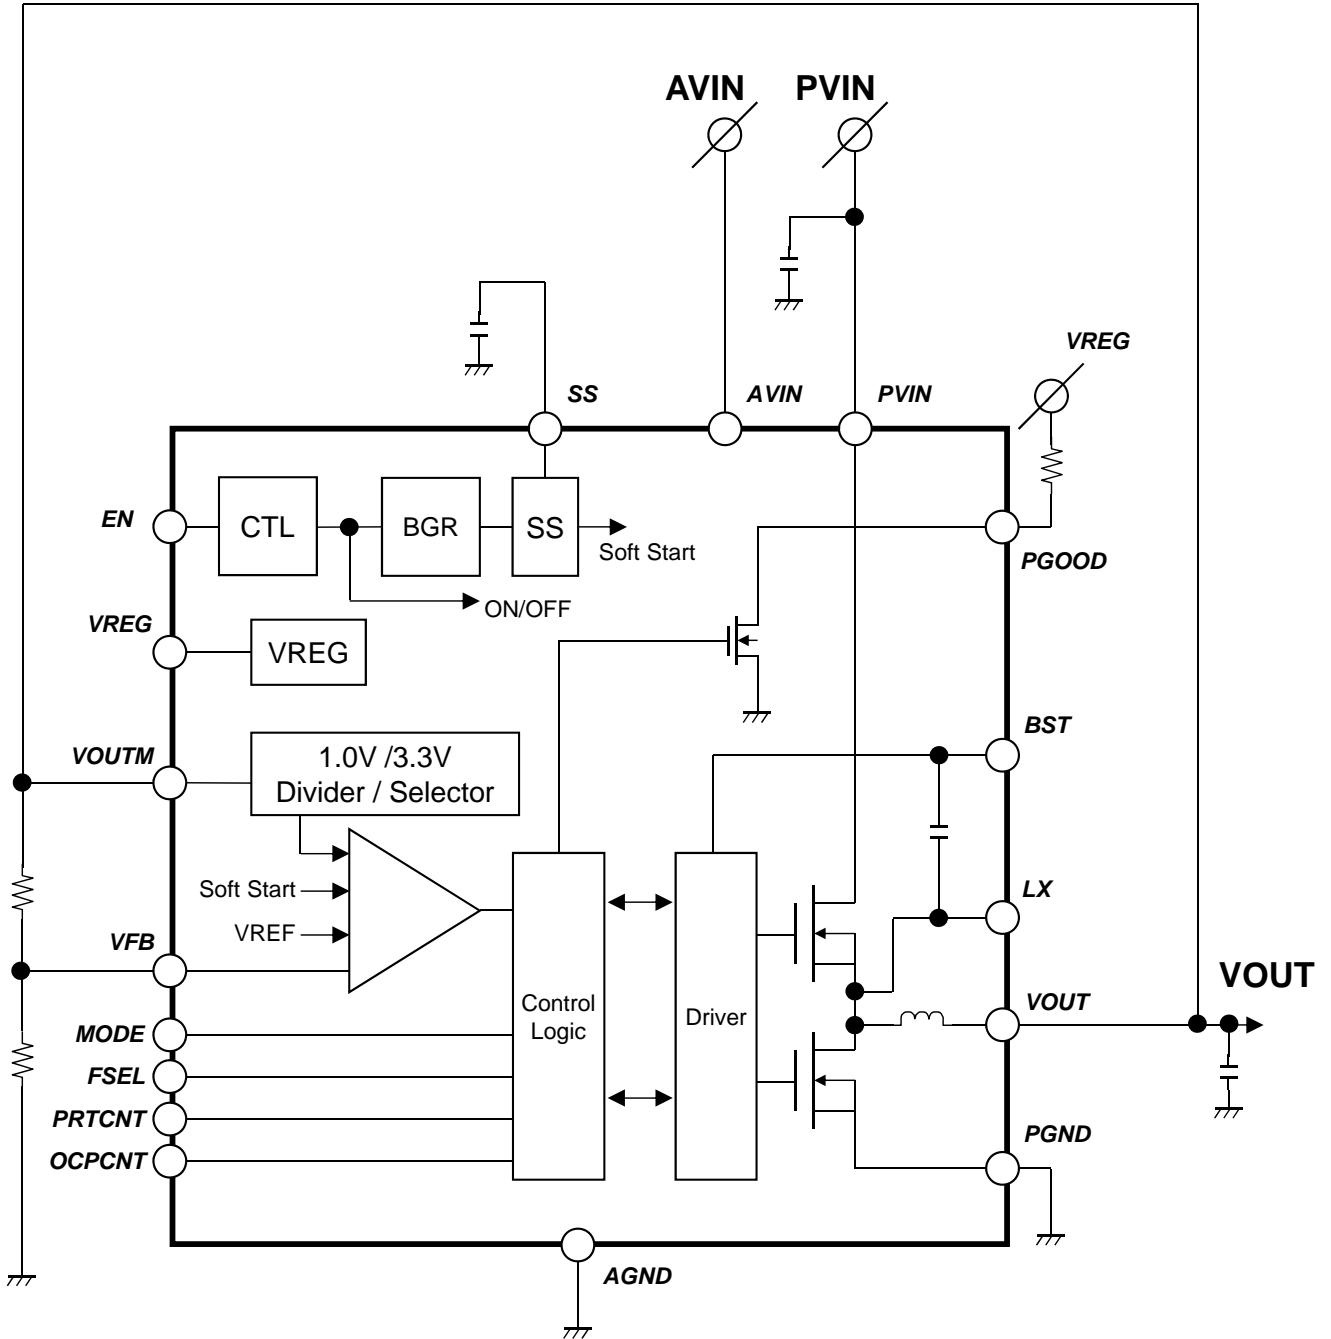 AVIN PVIN
VREG
SS AVIN PVIN
EN CTL BGR SS
Soft Start
PGOOD
ON/OFF
VREG VREG
BST
VOUTM 1.0V /3.3V
Divider / Selector
Soft Start LX
VREF
VFB
VOUT
Control
Logic
Driver
VOUT
MODE
FSEL
PRTCNT
PGND
OCPCNT
AGND